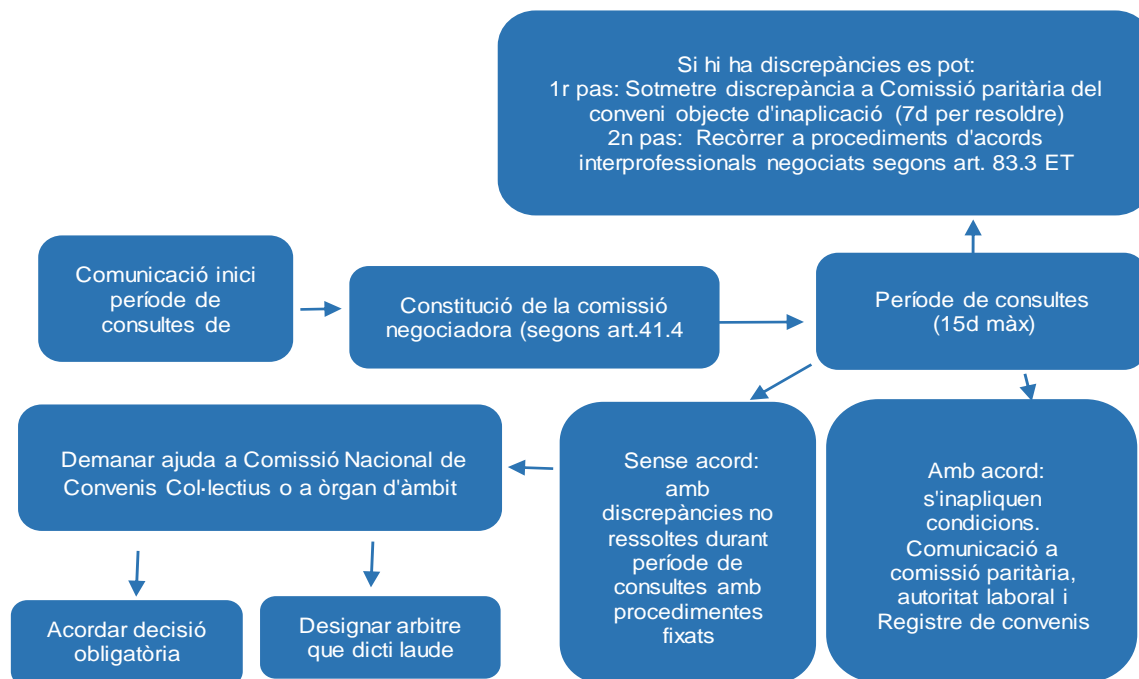 Si hi ha discrepàncies es pot:
1r pas: Sotmetre discrepància a Comissió paritària del
conveni objecte d'inaplicació (7d per resoldre)
2n pas: Recòrrer a procediments d'acords
interprofessionals negociats segons art. 83.3 ET
Comunicació inici
període de
consultes de
Constitució de la comissió
negociadora (segons art.41.4
Període de consultes
(15d màx)
Demanar ajuda a Comissió Nacional de
Convenis Col·lectius o a òrgan d'àmbit
Sense acord:
amb
discrepàncies no
ressoltes durant
període de
consultes amb
procedimentes
fixats
Amb acord:
s'inapliquen
condicions.
Comunicació a
comissió paritària,
autoritat laboral i
Registre de convenis
Acordar decisió
obligatòria
Designar arbitre
que dicti laude